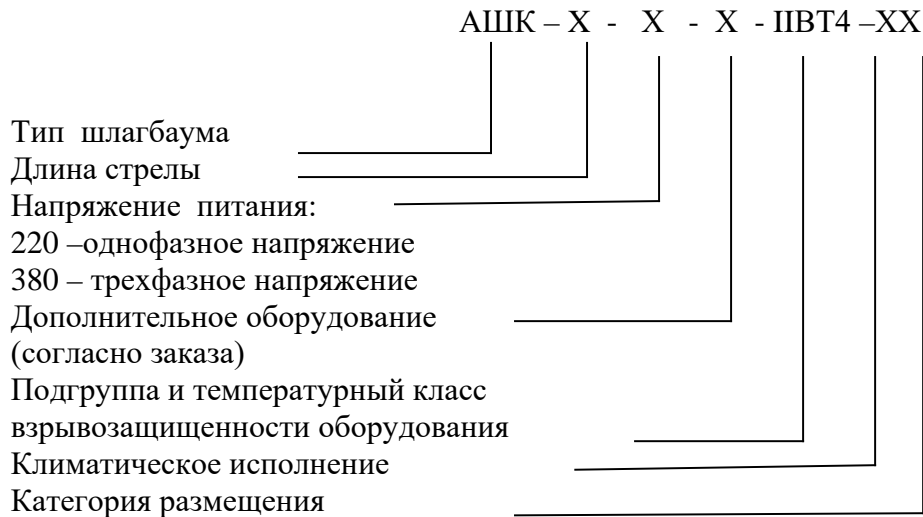 АШК – Х - Х - Х - IIВТ4 –ХХ
Тип шлагбаума
Длина стрелы
Напряжение питания:
220 –однофазное напряжение
380 – трехфазное напряжение
Дополнительное оборудование
(согласно заказа)
Подгруппа и температурный класс
взрывозащищенности оборудования
Климатическое исполнение
Категория размещения